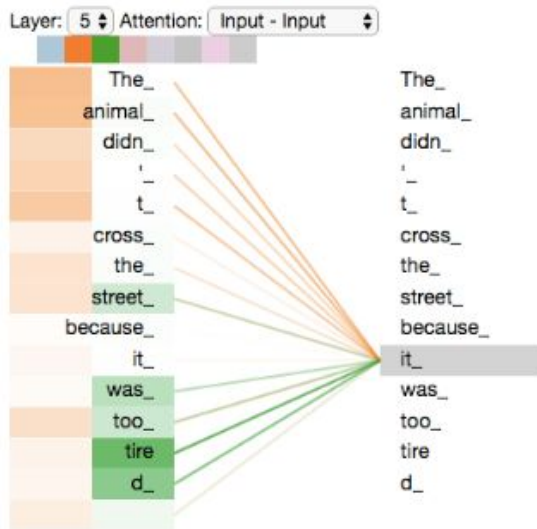 Layer: 5 Attention: Input - Input
The_ The_
animal_ animal_
didn_ didn_
'_ '_
t_ t_
cross_ cross_
the_ the_
street_ street_
because_ because_
it_ it_
was_ was_
too_ too_
tire tire
d_ d_